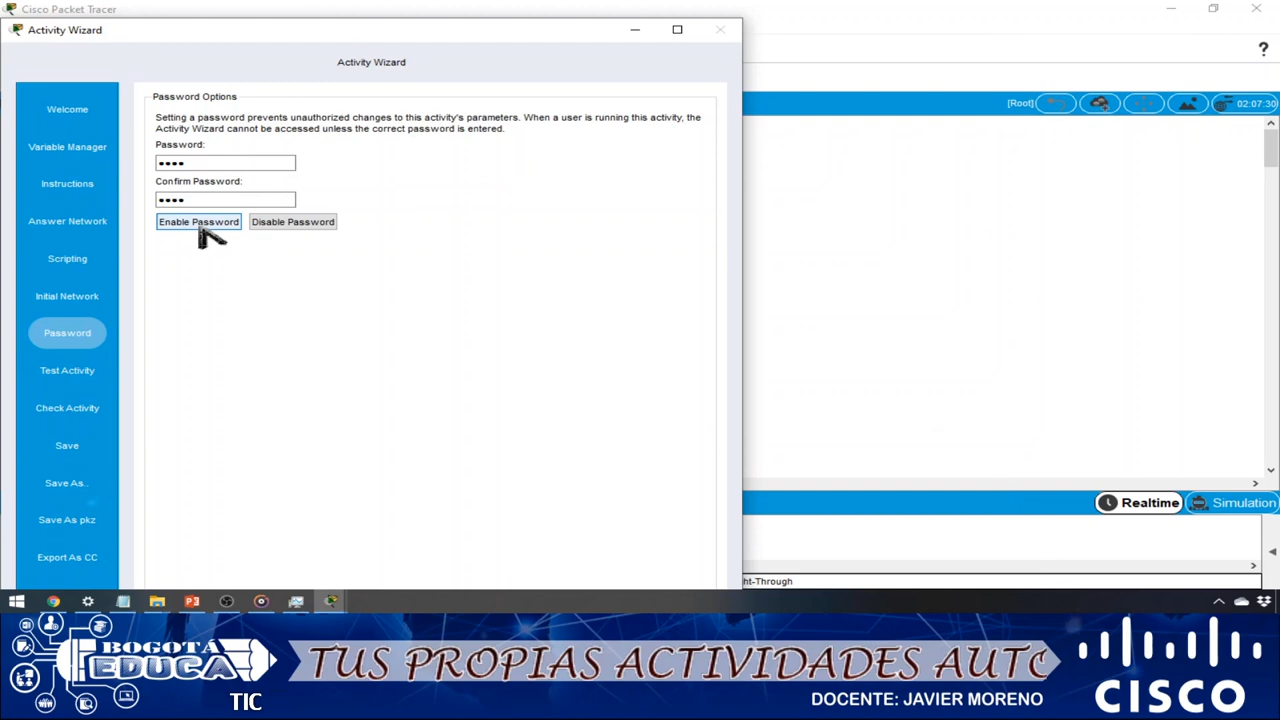 Cisco Packet Tracer
Activity Wizard
Activity Wizard
?
Welcome
Variable Manager
Instructions
Answer Network
Scripting
Initial Network
Password
Test Activity
Check Activity
Save
Save As..
Save As pkz
Export As CC
Password Options
Setting a password prevents unauthorized changes to this activity's parameters. When a user is running this activity, the
Activity Wizard cannot be accessed unless the correct password is entered.
Password:
••••
Confirm Password:
••••
Enable Password Disable Password
[Root] 02:07:30
Realtime Simulation
ht-Through
BOGOTÁ
EDUCA
TIC
TUS PROPIAS ACTIVIDADES AUTO
DOCENTE: JAVIER MORENO
CISCO